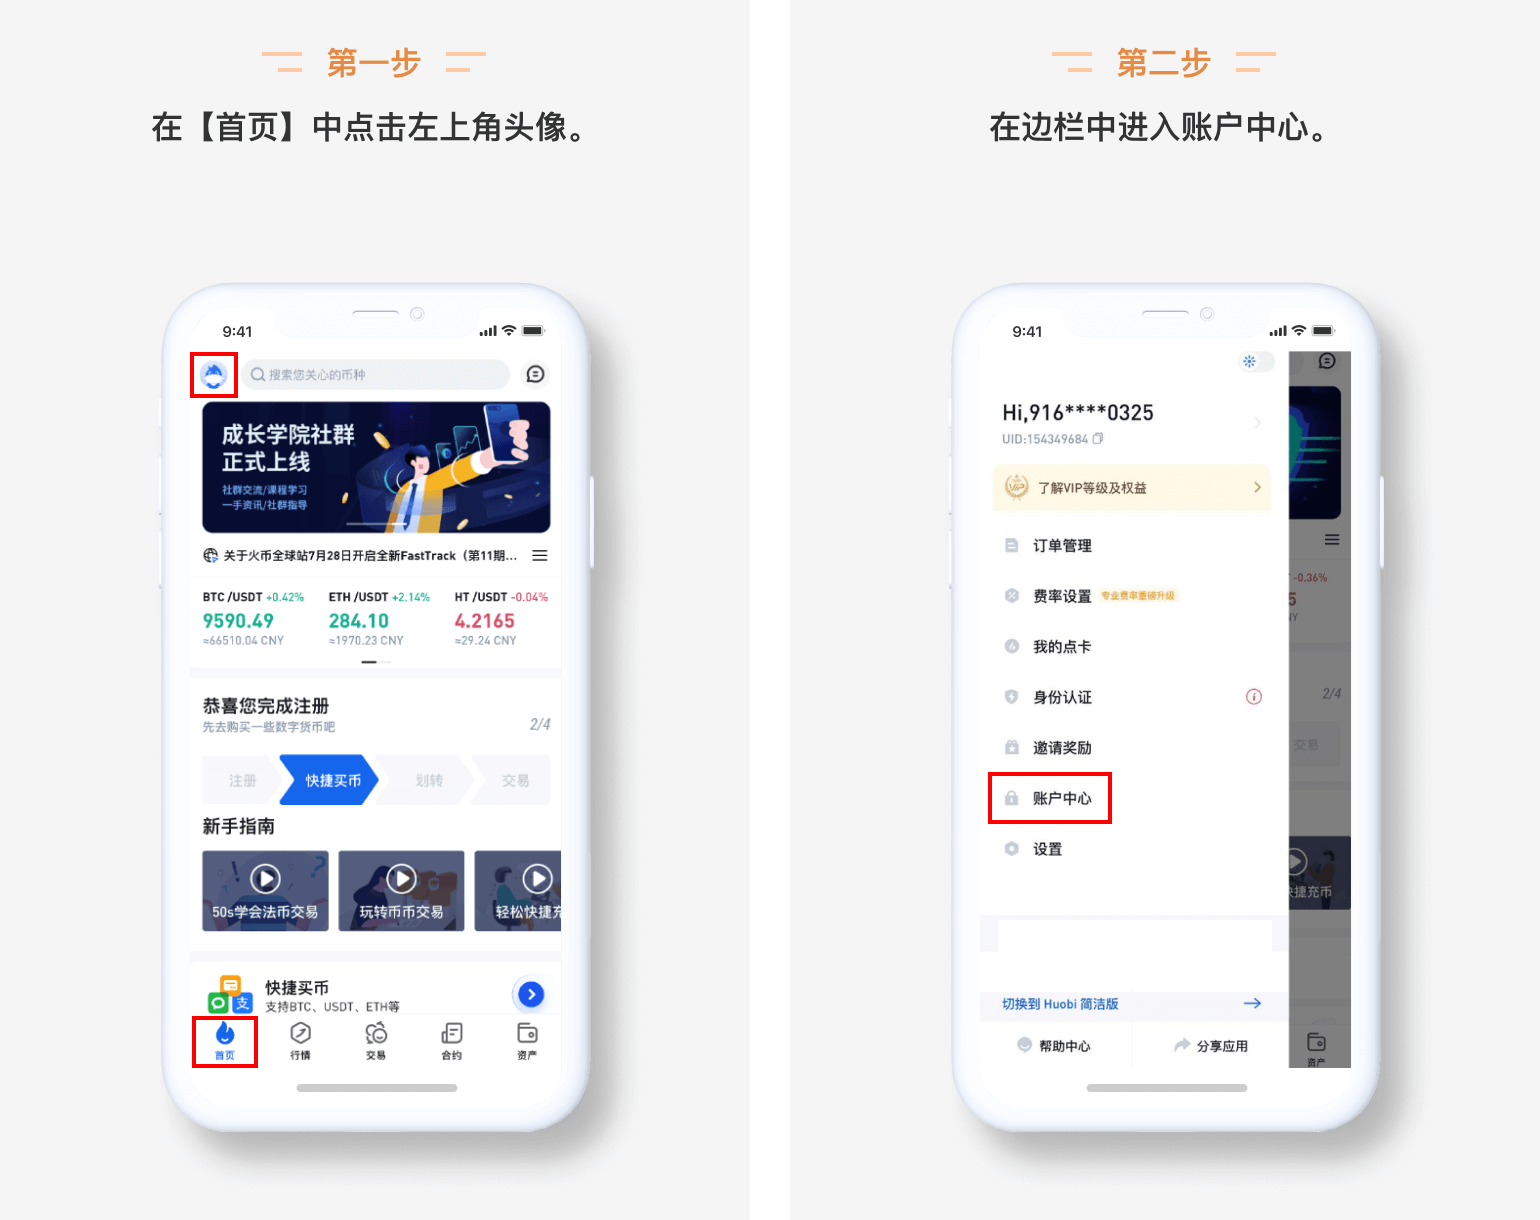 第一步
在【首页】中点击左上角头像。
9:41
搜索您关心的币种
成长学院社群
正式上线
社群交流/课程学习
一手资讯/社群指导
关于火币全球站7月28日开启全新FastTrack（第11期...
BTC /USDT +0.42%
ETH /USDT +2.14%
HT /USDT -0.04%
9590.49
284.10
4.2165
≈66510.04 CNY
≈1970.23 CNY
≈29.24 CNY
恭喜您完成注册
先去购买一些数字货币吧
2/4
注册
快捷买币
划转
交易
新手指南
50s学会法币交易
玩转币币交易
轻松快捷充
快捷买币
支持BTC、USDT、ETH等
支
首页
行情
交易
合约
资产
第二步
在边栏中进入账户中心。
9:41
Hi,916****0325
UID:154349684
VIP
了解VIP等级及权益
订单管理
费率设置 专业费率重磅升级
我的点卡
身份认证
邀请奖励
账户中心
设置
切换到 Huobi 简洁版
帮助中心
分享应用
-0.36%
5
NY
2/4
交易
快捷充币
资产